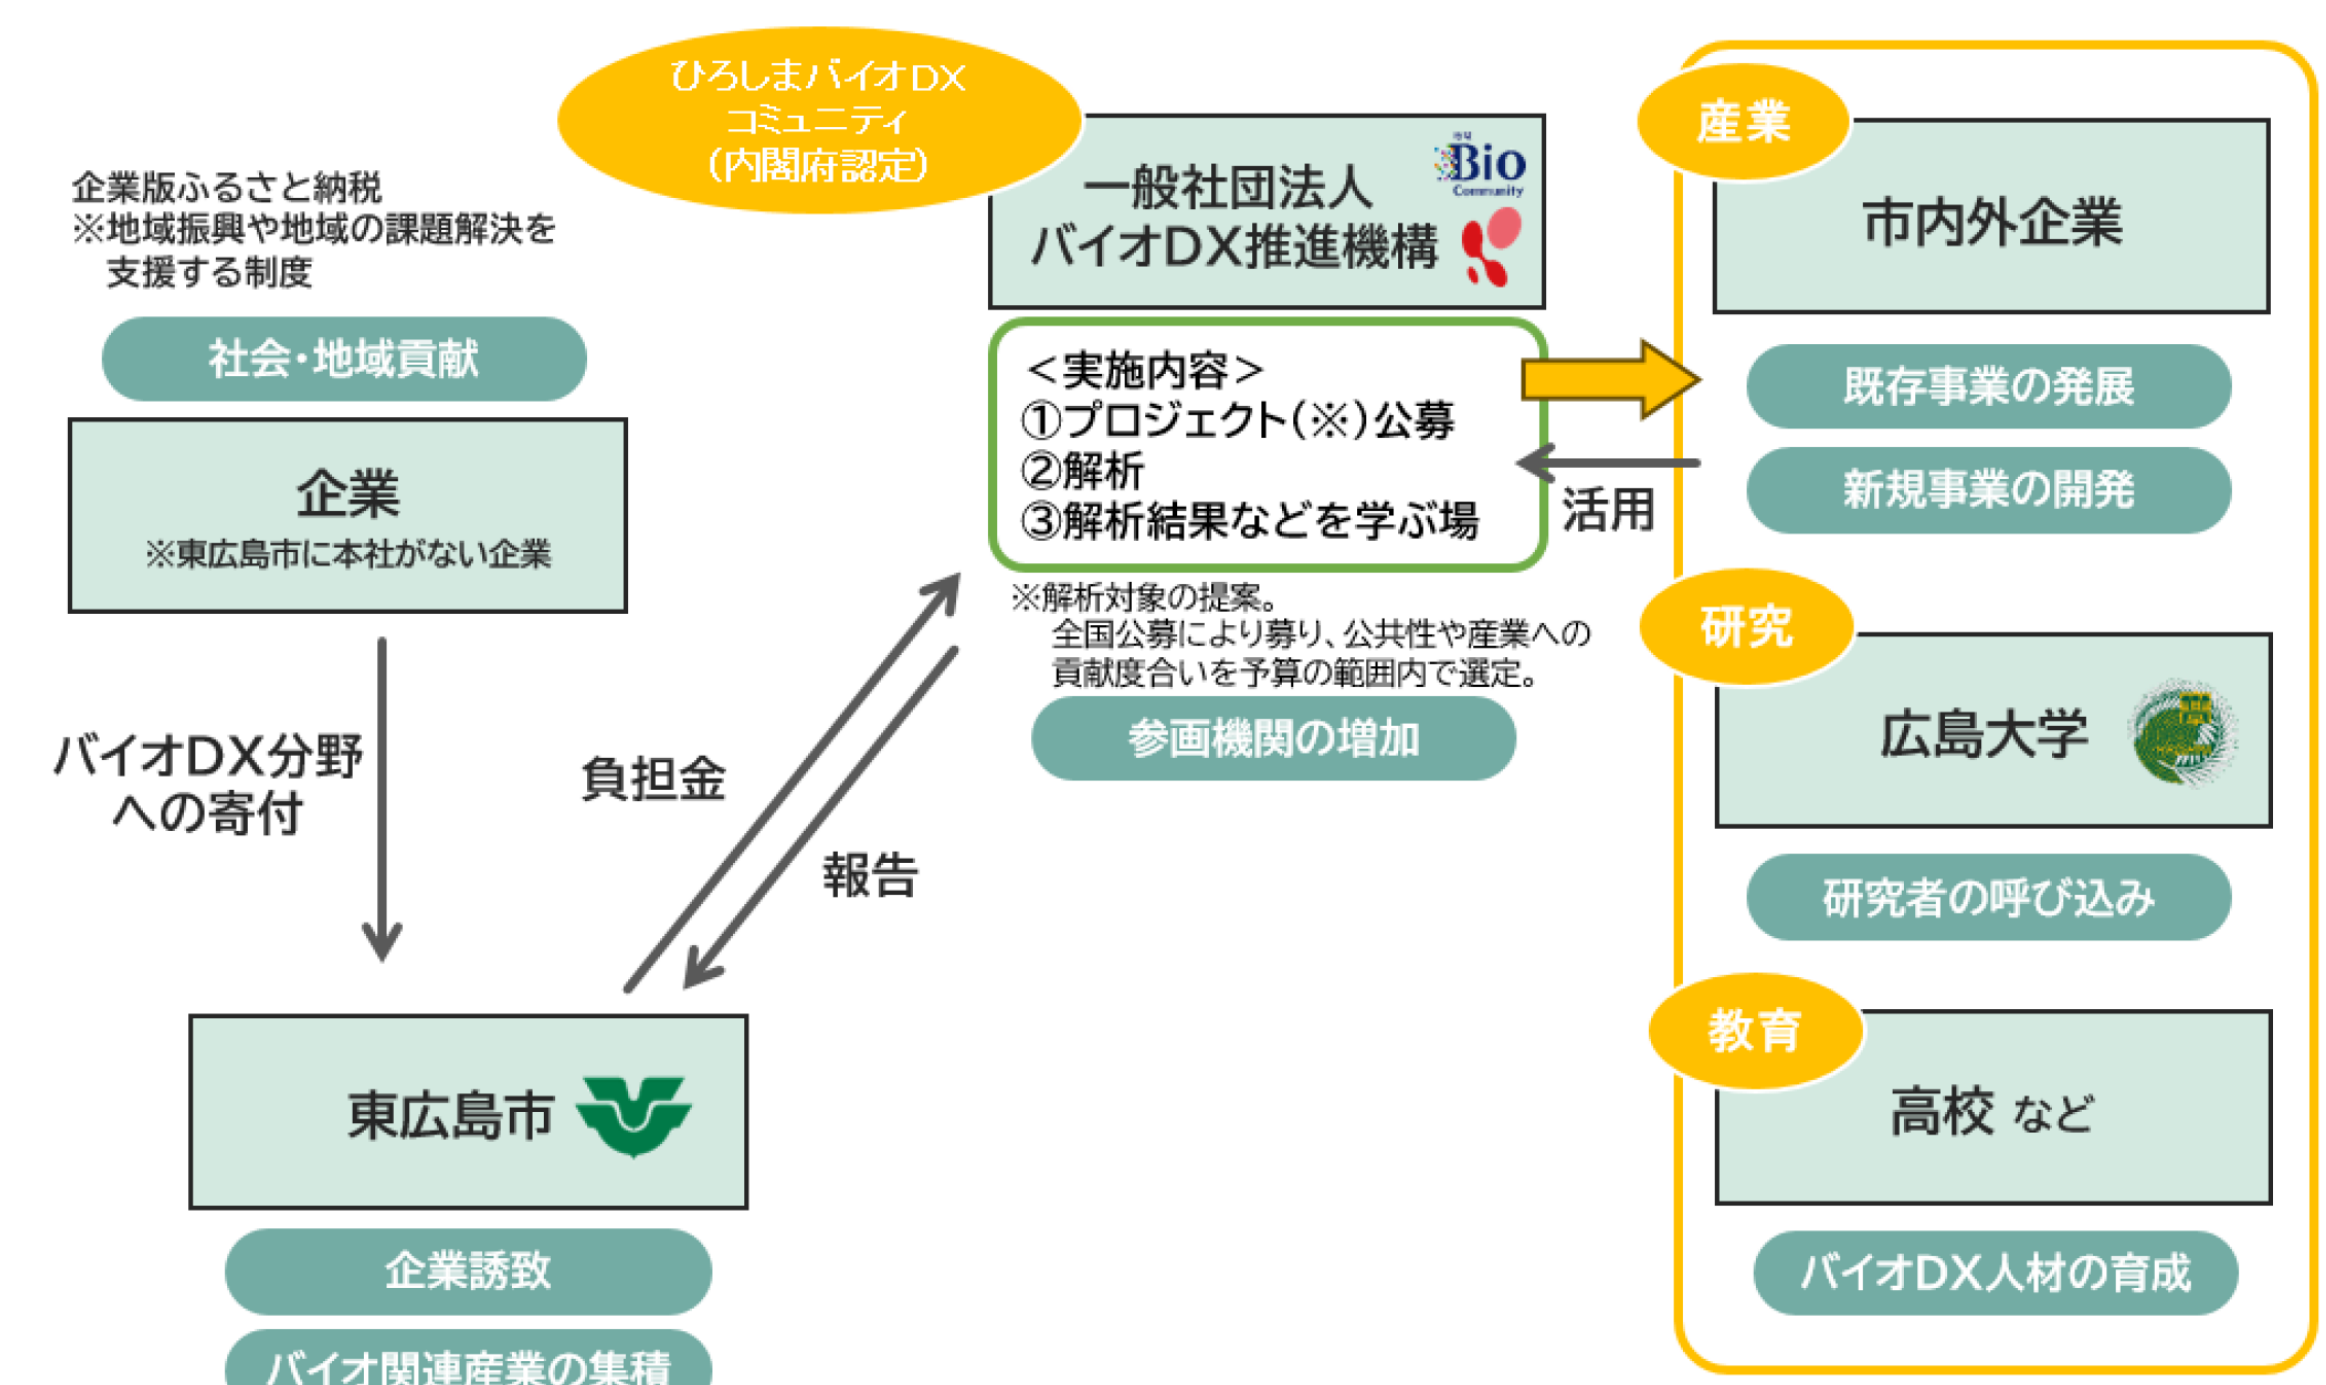 ひろしまバイオDX
コミュニティ
(内閣府認定)
企業版ふるさと納税
※地域振興や地域の課題解決を
支援する制度
社会・地域貢献
企業
※東広島市に本社がない企業
バイオDX分野
への寄付
負担金
報告
東広島市
企業誘致
バイオ関連産業の集積
一般社団法人
バイオDX推進機構
地域
Bio
Community
＜実施内容＞
①プロジェクト(※)公募
②解析
③解析結果などを学ぶ場
※解析対象の提案。
全国公募により募り、公共性や産業への
貢献度合いを予算の範囲内で選定。
参画機関の増加
活用
産業
市内外企業
既存事業の発展
新規事業の開発
研究
広島大学
研究者の呼び込み
教育
高校 など
バイオDX人材の育成